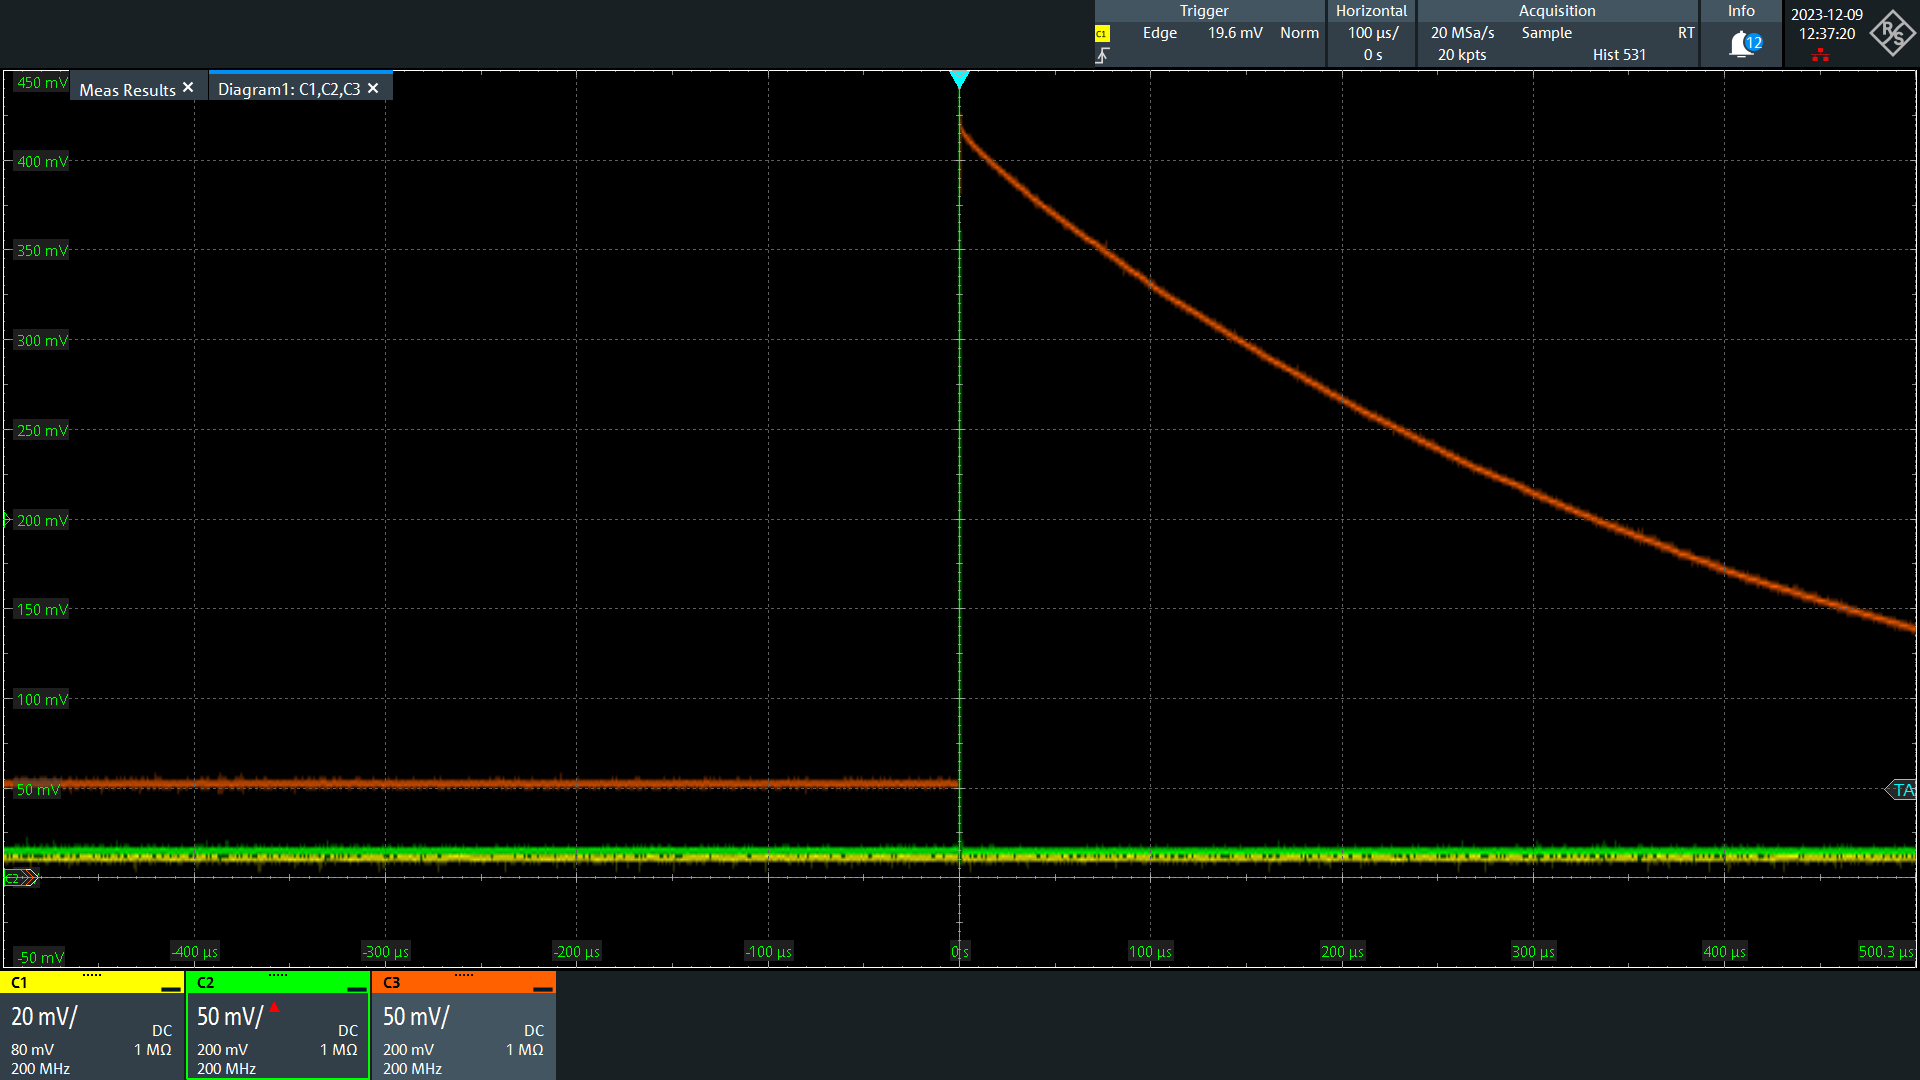 Trigger
C1 Edge 19.6 mV Norm
Horizontal
100 µs/
0 s
Acquisition
20 MSa/s Sample RT
20 kpts Hist 531
Info
12
2023-12-09
12:37:20
R S
Meas Results
Diagram1: C1,C2,C3
450 mV
400 mV
350 mV
300 mV
250 mV
200 mV
150 mV
100 mV
50 mV
-50 mV
TA
C2
-400 µs
-300 µs
-200 µs
-100 µs
0 s
100 µs
200 µs
300 µs
400 µs
500.3 µs
C1
20 mV/
DC
80 mV 1 MΩ
200 MHz
C2
50 mV/
DC
200 mV 1 MΩ
200 MHz
C3
50 mV/
DC
200 mV 1 MΩ
200 MHz